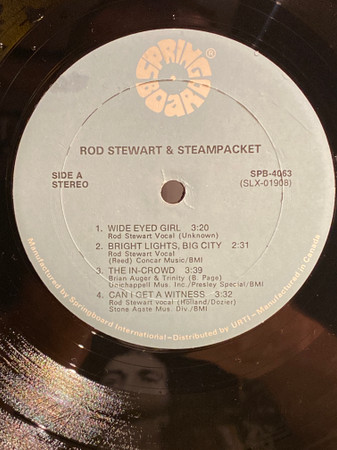 SPRING
BOARD®
ROD STEWART & STEAMPACKET
SIDE A
STEREO
SPB-4063
(SLX-01908)
1. WIDE EYED GIRL 3:20
Rod Stewart Vocal (Unknown)
2. BRIGHT LIGHTS, BIG CITY 2:31
Rod Stewart Vocal
(Reed) Concar Music/BMI
3. THE IN-CROWD 3:39
Brian Auger & Trinity (B. Page)
Unichappell Mus. Inc./Presley Special/BMI
4. CAN I GET A WITNESS 3:32
Rod Stewart vocal (Holland/Dozier)
Stone Agate Mus. Div./BMI
Manufactured by Springboard International-Distributed by URTI-Manufactured in Canada